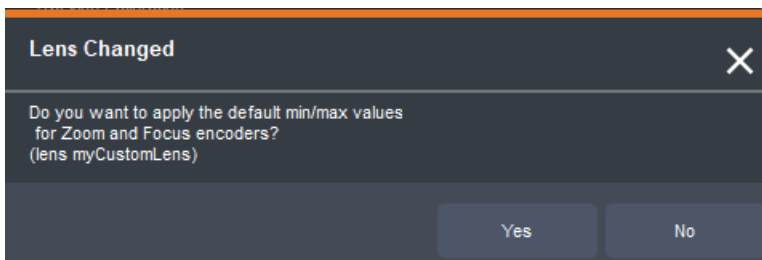 Lens Changed
Do you want to apply the default min/max values
for Zoom and Focus encoders?
(lens myCustomLens)
Yes
No